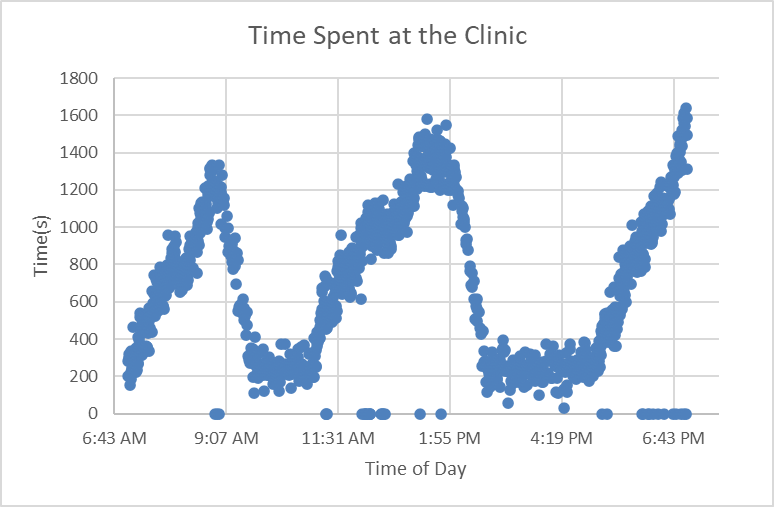 Time Spent at the Clinic
1800
1600
1400
1200
1000
800
600
400
200
0
Time(s)
6:43 AM 9:07 AM 11:31 AM 1:55 PM 4:19 PM 6:43 PM
Time of Day